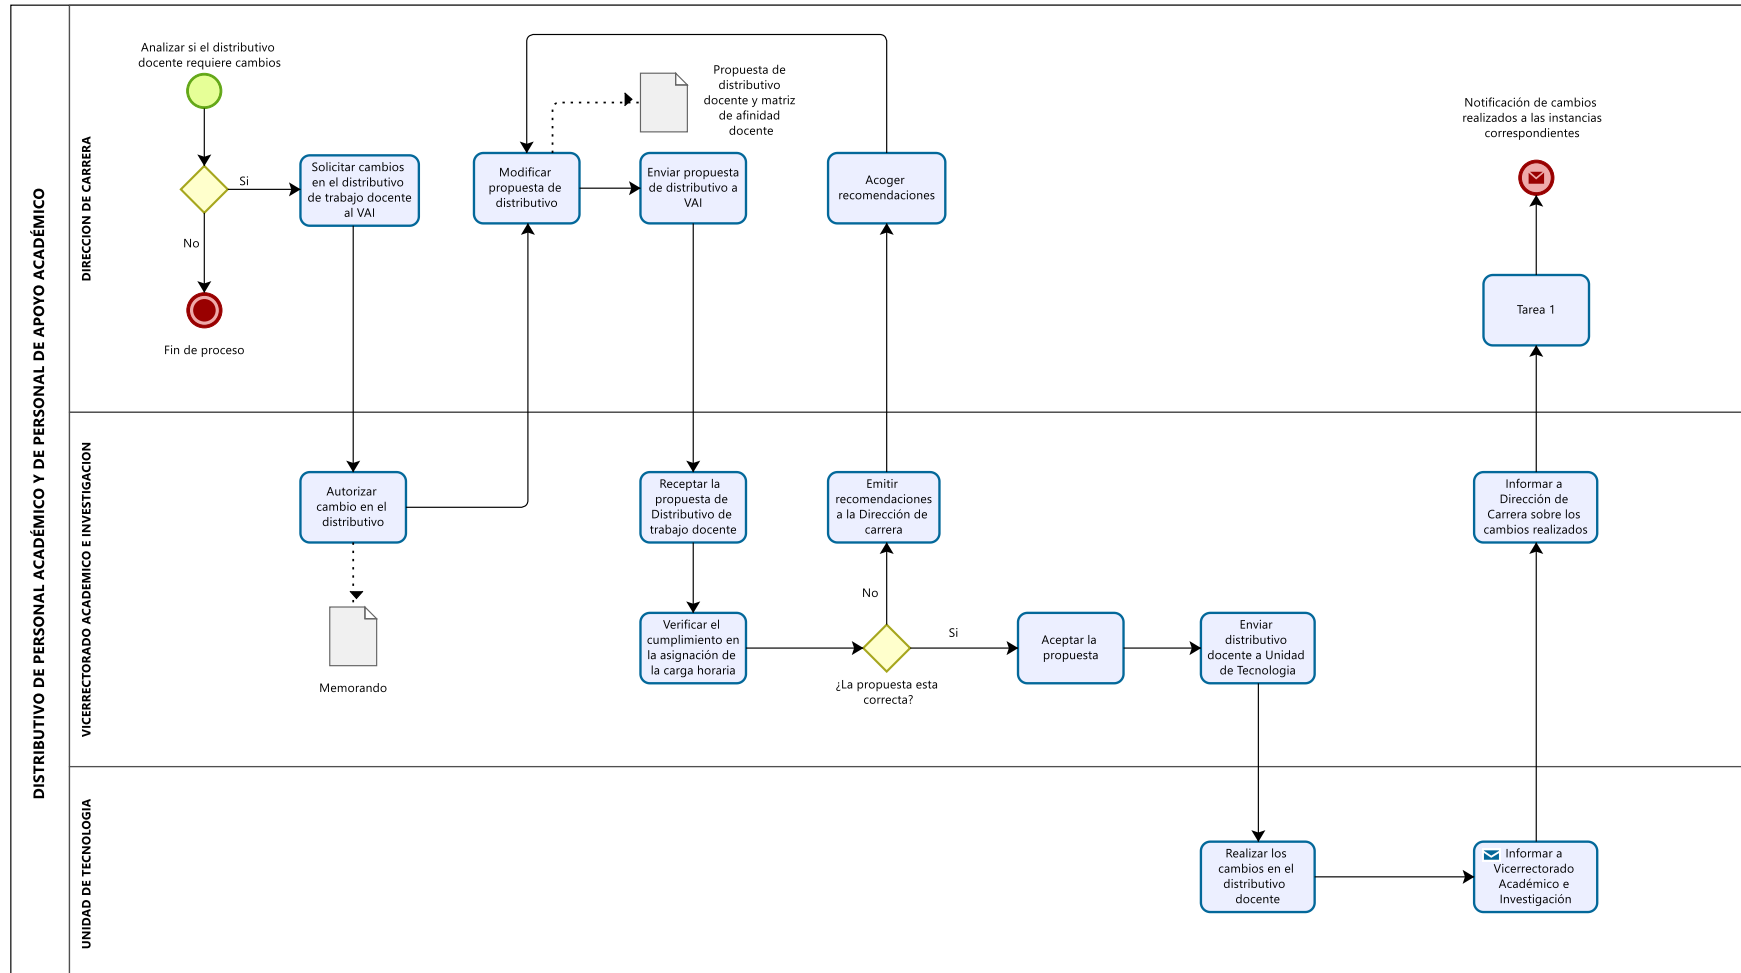 DISTRIBUTIVO DE PERSONAL ACADÉMICO Y DE PERSONAL DE APOYO ACADÉMICO
DIRECCION DE CARRERA
Analizar si el distributivo
docente requiere cambios
Si
No
Fin de proceso
Solicitar cambios
en el distributivo
de trabajo docente
al VAI
Modificar
propuesta de
distributivo
Propuesta de
distributivo
docente y matriz
de afinidad
docente
Enviar propuesta
de distributivo a
VAI
Acoger
recomendaciones
Notificación de cambios
realizados a las instancias
correspondientes
Tarea 1
VICERRECTORADO ACADEMICO E INVESTIGACION
Autorizar
cambio en el
distributivo
Memorando
Receptar la
propuesta de
Distributivo de
trabajo docente
Verificar el
cumplimiento en
la asignación de
la carga horaria
Emitir
recomendaciones
a la Dirección de
carrera
No
Si
¿La propuesta esta
correcta?
Aceptar la
propuesta
Enviar
distributivo
docente a Unidad
de Tecnologia
Informar a
Dirección de
Carrera sobre los
cambios realizados
UNIDAD DE TECNOLOGIA
Realizar los
cambios en el
distributivo
docente
Informar a
Vicerrectorado
Académico e
Investigación